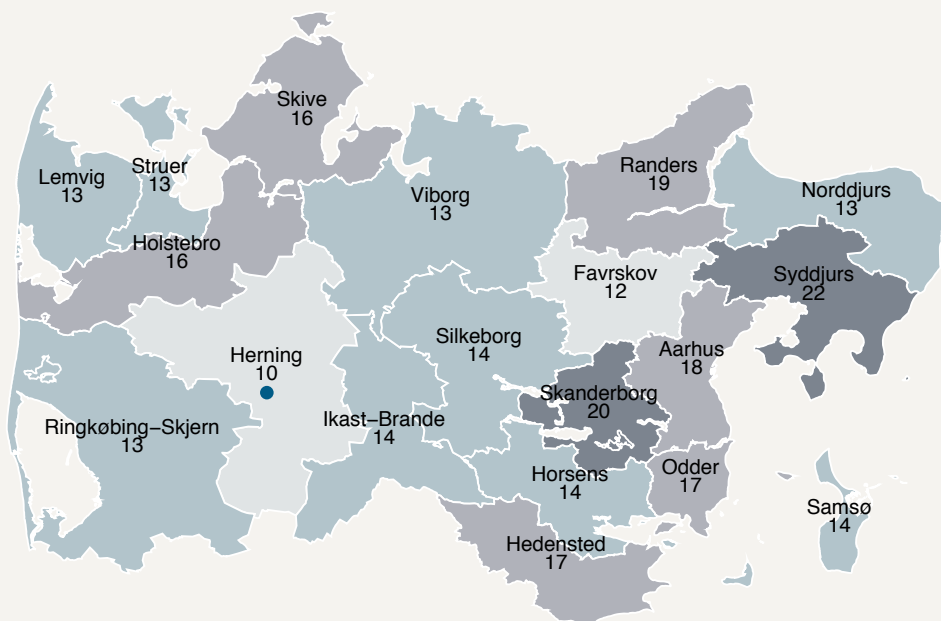 Skive
16
Lemvig
13
Struer
13
Viborg
13
Randers
19
Norddjurs
13
Holstebro
16
Favrskov
12
Syddjurs
22
Herning
10
Silkeborg
14
Aarhus
18
Skanderborg
20
Ringkøbing−Skjern
13
Ikast−Brande
14
Horsens
14
Odder
17
Samsø
14
Hedensted
17